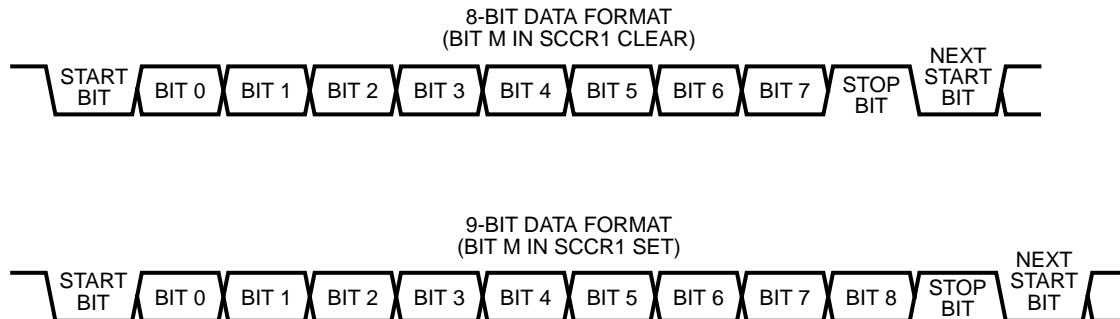 8-BIT DATA FORMAT
(BIT M IN SCCR1 CLEAR)
START
BIT
BIT 0
BIT 1
BIT 2
BIT 3
BIT 4
BIT 5
BIT 6
BIT 7
STOP
BIT
NEXT
START
BIT
9-BIT DATA FORMAT
(BIT M IN SCCR1 SET)
START
BIT
BIT 0
BIT 1
BIT 2
BIT 3
BIT 4
BIT 5
BIT 6
BIT 7
BIT 8
STOP
BIT
NEXT
START
BIT